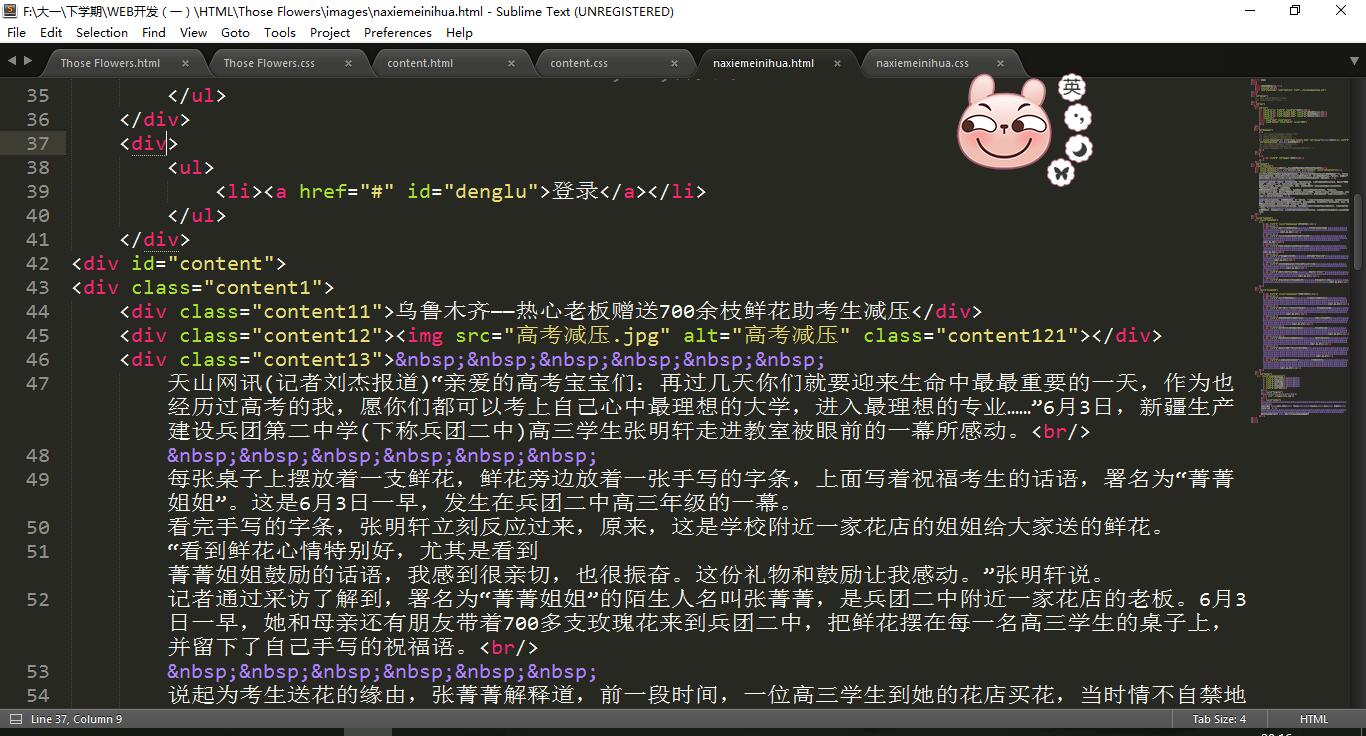 F:\大一\下学期\WEB开发（一）\HTML\Those Flowers\images\naxiemeinihua.html - Sublime Text (UNREGISTERED)
File Edit Selection Find View Goto Tools Project Preferences Help
Those Flowers.html × Those Flowers.css × content.html × content.css × naxiemeinihua.html × naxiemeinihua.css ×
英
35 </ul>
36 </div>
37 <div>
38 <ul>
39 <li><a href="#" id="denglu">登录</a></li>
40 </ul>
41 </div>
42 <div id="content">
43 <div class="content1">
44 <div class="content11">乌鲁木齐——热心老板赠送700余枝鲜花助考生减压</div>
45 <div class="content12"><img src="高考减压.jpg" alt="高考减压" class="content121"></div>
46 <div class="content13">&nbsp;&nbsp;&nbsp;&nbsp;&nbsp;&nbsp;
47 天山网讯(记者刘杰报道)“亲爱的高考宝宝们：再过几天你们就要迎来生命中最最重要的一天，作为也
经历过高考的我，愿你们都可以考上自己心中最理想的大学，进入最理想的专业……”6月3日，新疆生产
建设兵团第二中学(下称兵团二中)高三学生张明轩走进教室被眼前的一幕所感动。<br/>
48 &nbsp;&nbsp;&nbsp;&nbsp;&nbsp;&nbsp;
49 每张桌子上摆放着一支鲜花，鲜花旁边放着一张手写的字条，上面写着祝福考生的话语，署名为“菁菁
姐姐”。这是6月3日一早，发生在兵团二中高三年级的一幕。
50 看完手写的字条，张明轩立刻反应过来，原来，这是学校附近一家花店的姐姐给大家送的鲜花。
51 “看到鲜花心情特别好，尤其是看到
菁菁姐姐鼓励的话语，我感到很亲切，也很振奋。这份礼物和鼓励让我感动。”张明轩说。
52 记者通过采访了解到，署名为“菁菁姐姐”的陌生人名叫张菁菁，是兵团二中附近一家花店的老板。6月3
日一早，她和母亲还有朋友带着700多支玫瑰花来到兵团二中，把鲜花摆在每一名高三学生的桌子上，
并留下了自己手写的祝福语。<br/>
53 &nbsp;&nbsp;&nbsp;&nbsp;&nbsp;&nbsp;
54 说起为考生送花的缘由，张菁菁解释道，前一段时间，一位高三学生到她的花店买花，当时情不自禁地
Line 37, Column 9 Tab Size: 4 HTML